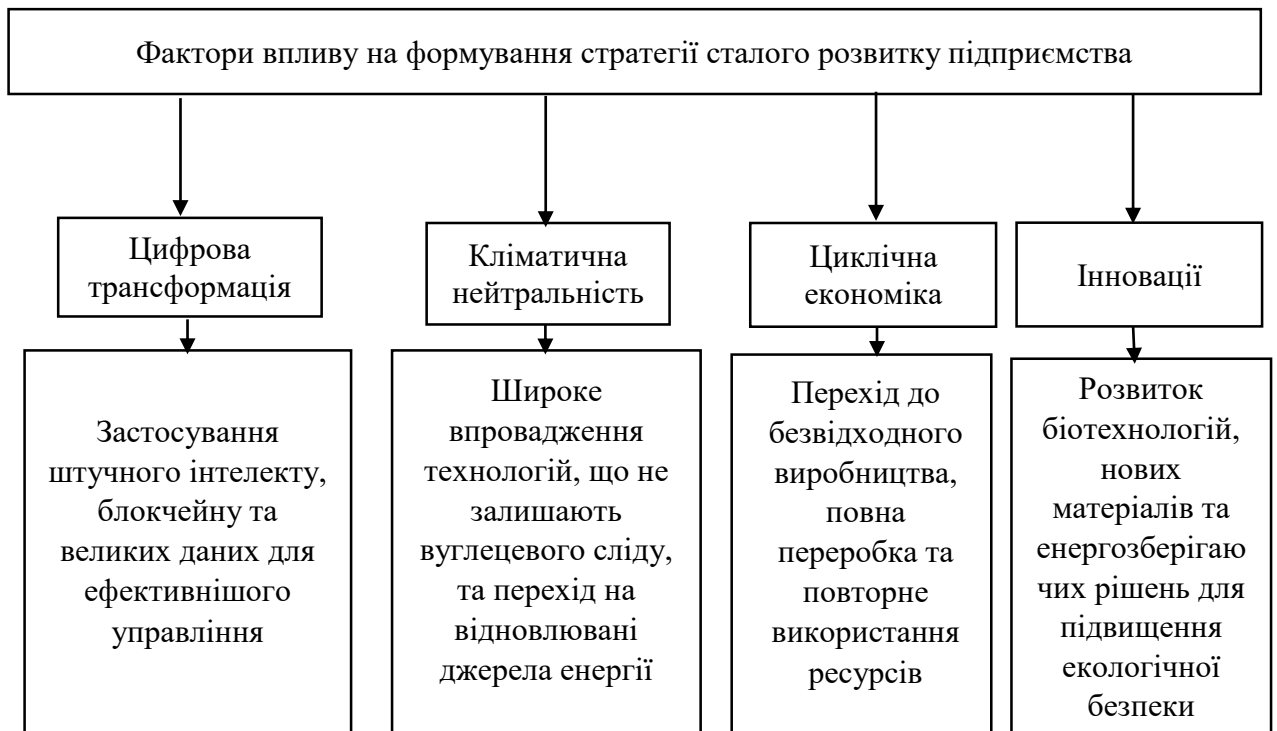 Фактори впливу на формування стратегії сталого розвитку підприємства
Цифрова
трансформація
Кліматична
нейтральність
Циклічна
економіка
Інновації
Застосування
штучного інтелекту,
блокчейну та
великих даних для
ефективнішого
управління
Широке
впровадження
технологій, що не
залишають
вуглецевого сліду,
та перехід на
відновлювані
джерела енергії
Перехід до
безвідходного
виробництва,
повна
переробка та
повторне
використання
ресурсів
Розвиток
біотехнологій,
нових
матеріалів та
енергозберігаю
чих рішень для
підвищення
екологічної
безпеки